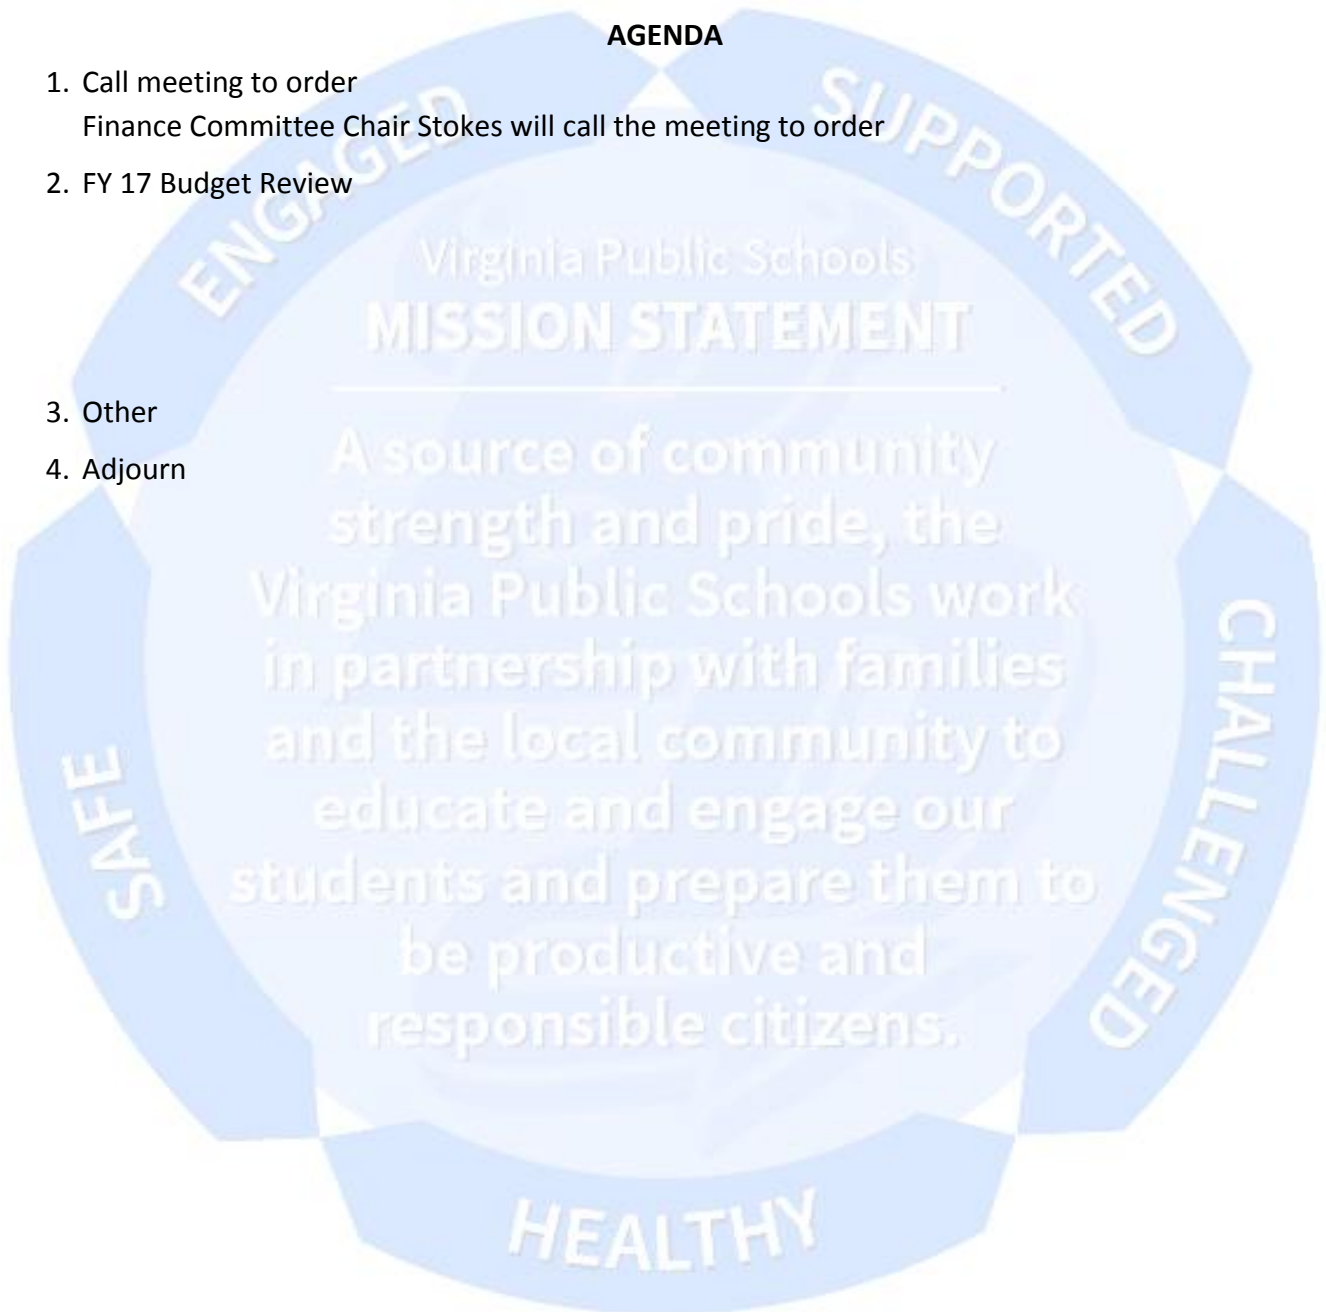 AGENDA
1. Call meeting to order
Finance Committee Chair Stokes will call the meeting to order
2. FY 17 Budget Review
3. Other
4. Adjourn
ENGAGED
SUPPORTED
CHALLENGED
HEALTHY
SAFE
Virginia Public Schools
MISSION STATEMENT
A source of community
strength and pride, the
Virginia Public Schools work
in partnership with families
and the local community to
educate and engage our
students and prepare them to
be productive and
responsible citizens.